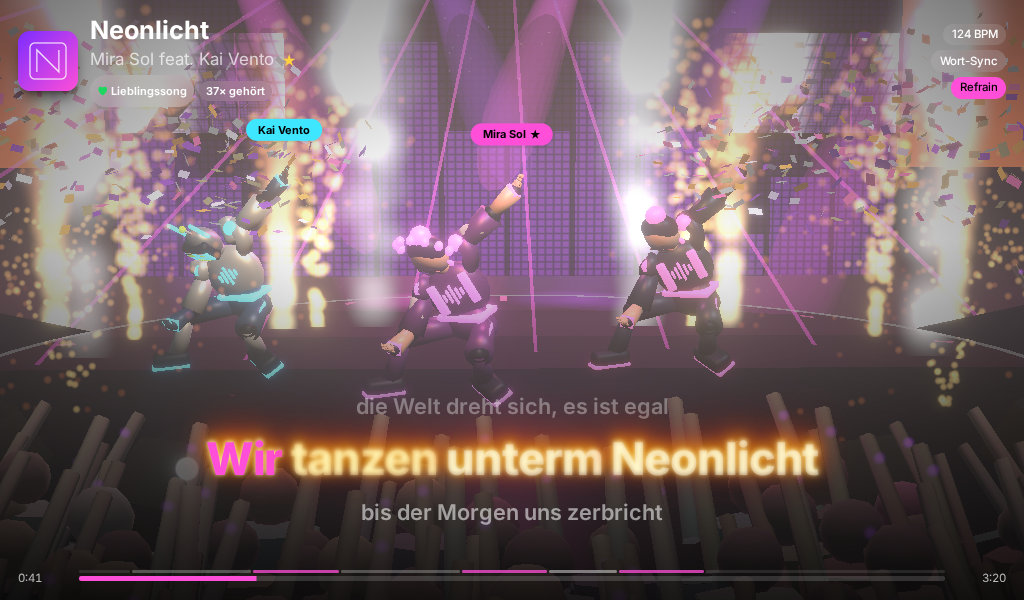 Neonlicht
Mira Sol feat. Kai Vento ★
Lieblingssong
37× gehört
124 BPM
Wort-Sync
Refrain
N
Kai Vento
Mira Sol ★
die Welt dreht sich, es ist egal
Wir tanzen unterm Neonlicht
bis der Morgen uns zerbricht
0:41
3:20